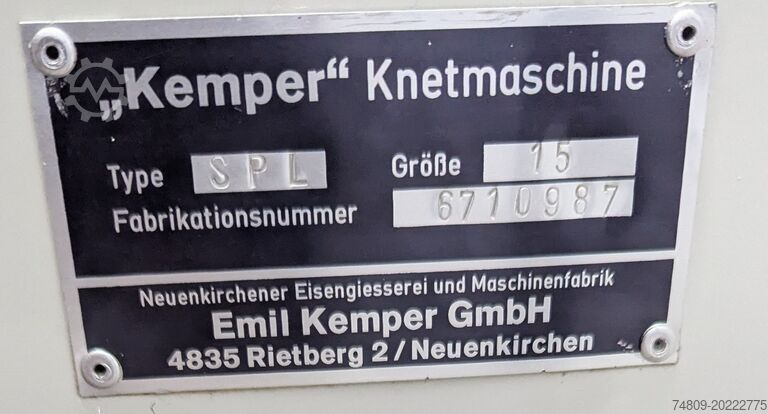 „Kemper“ Knetmaschine
Type SPL Größe 15
Fabrikationsnummer 6710987
Neuenkirchener Eisengiesserei und Maschinenfabrik
Emil Kemper GmbH
4835 Rietberg 2/Neuenkirchen
74809-20222775